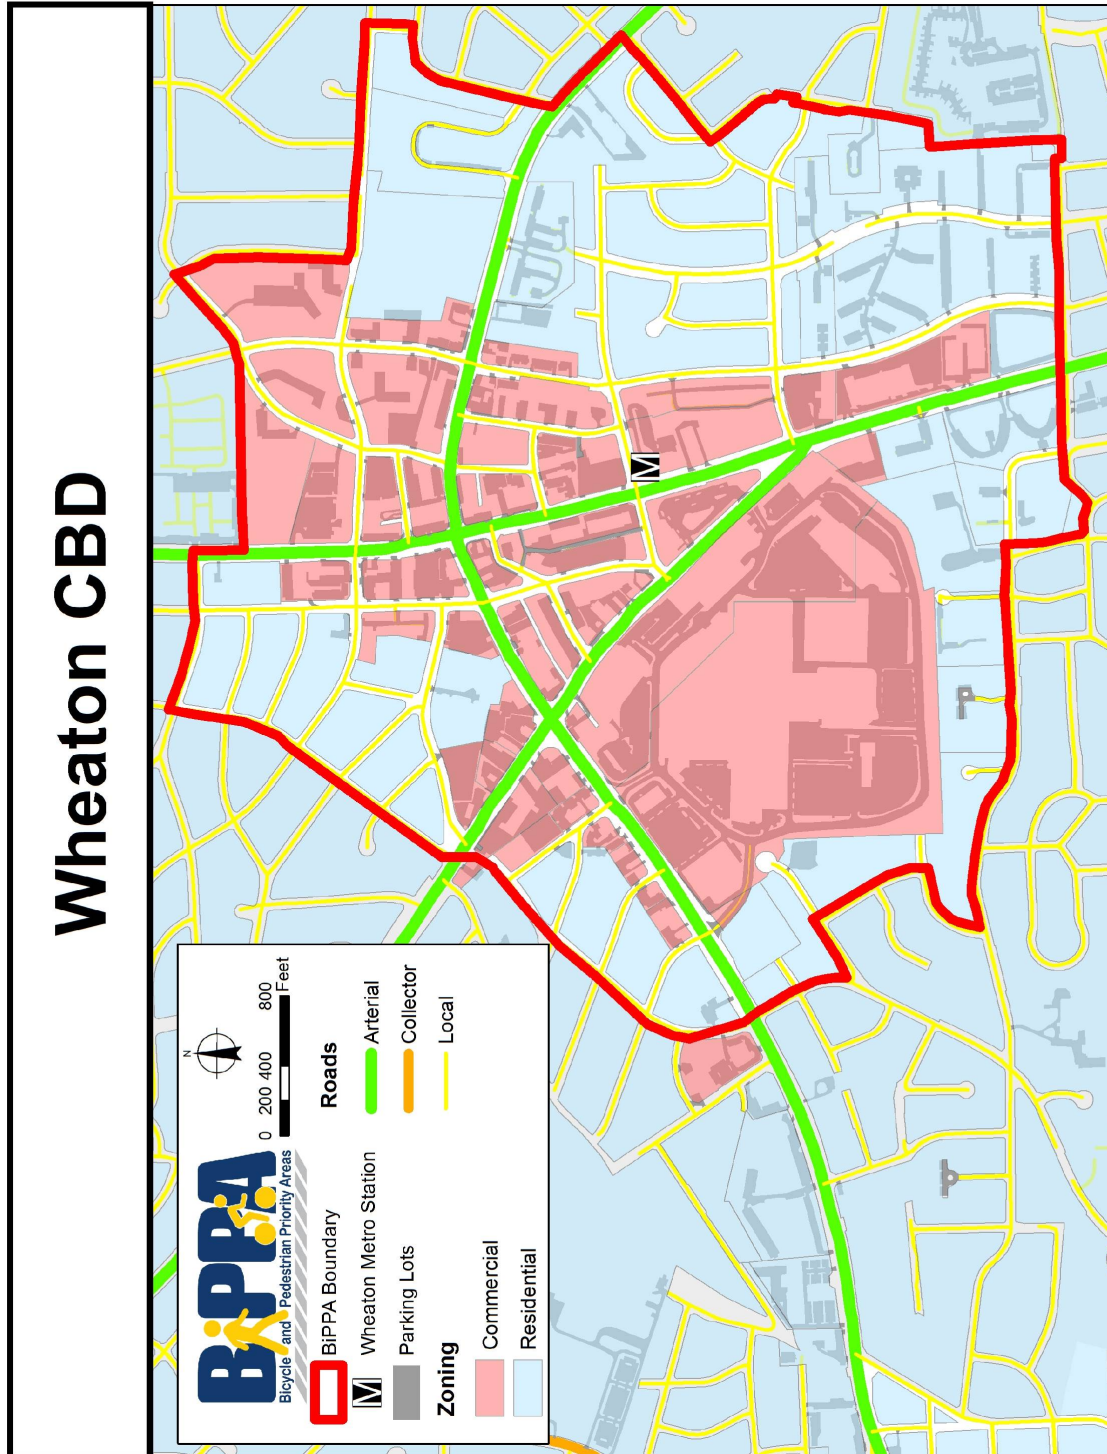 Wheaton CBD
BiPPA
Bicycle and Pedestrian Priority Areas
N
0 200 400 800
Feet
BiPPA Boundary
M Wheaton Metro Station
Parking Lots
Zoning
Commercial
Residential
Roads
Arterial
Collector
Local
M